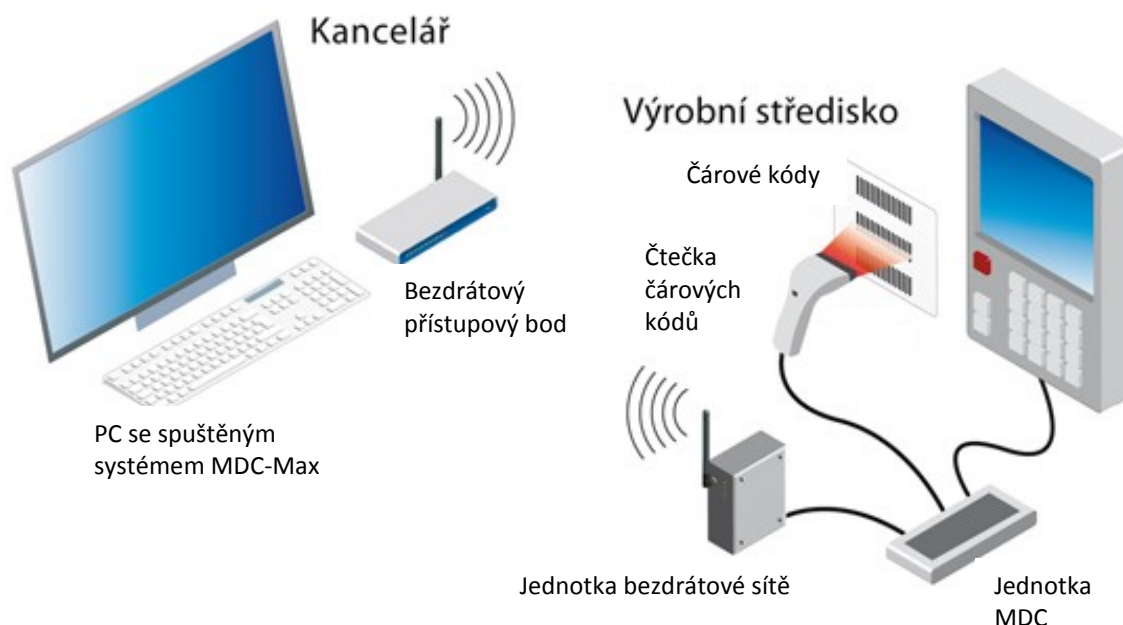 Kancelář
Bezdrátový
přístupový bod
PC se spuštěným
systémem MDC-Max
Výrobní středisko
Čárové kódy
Čtečka
čárových
kódů
Jednotka bezdrátové sítě
Jednotka
MDC